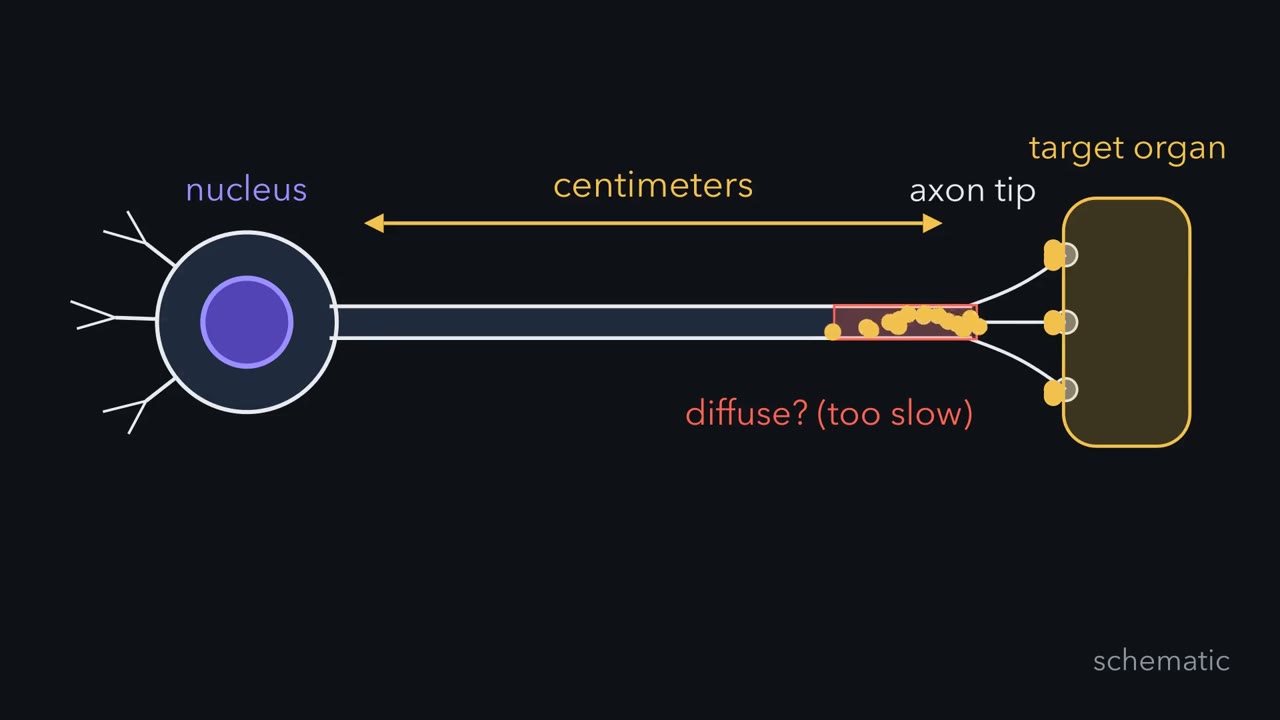 target organ
nucleus
centimeters
axon tip
diffuse? (too slow)
schematic